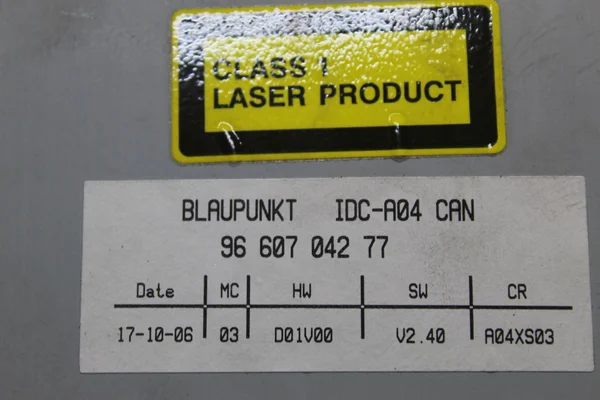 CLASS 1
LASER PRODUCT
BLAUPUNKT IDC-A04 CAN
96 607 042 77
Date MC HW SW CR
17-10-06 03 D01V00 V2.40 A04XS03